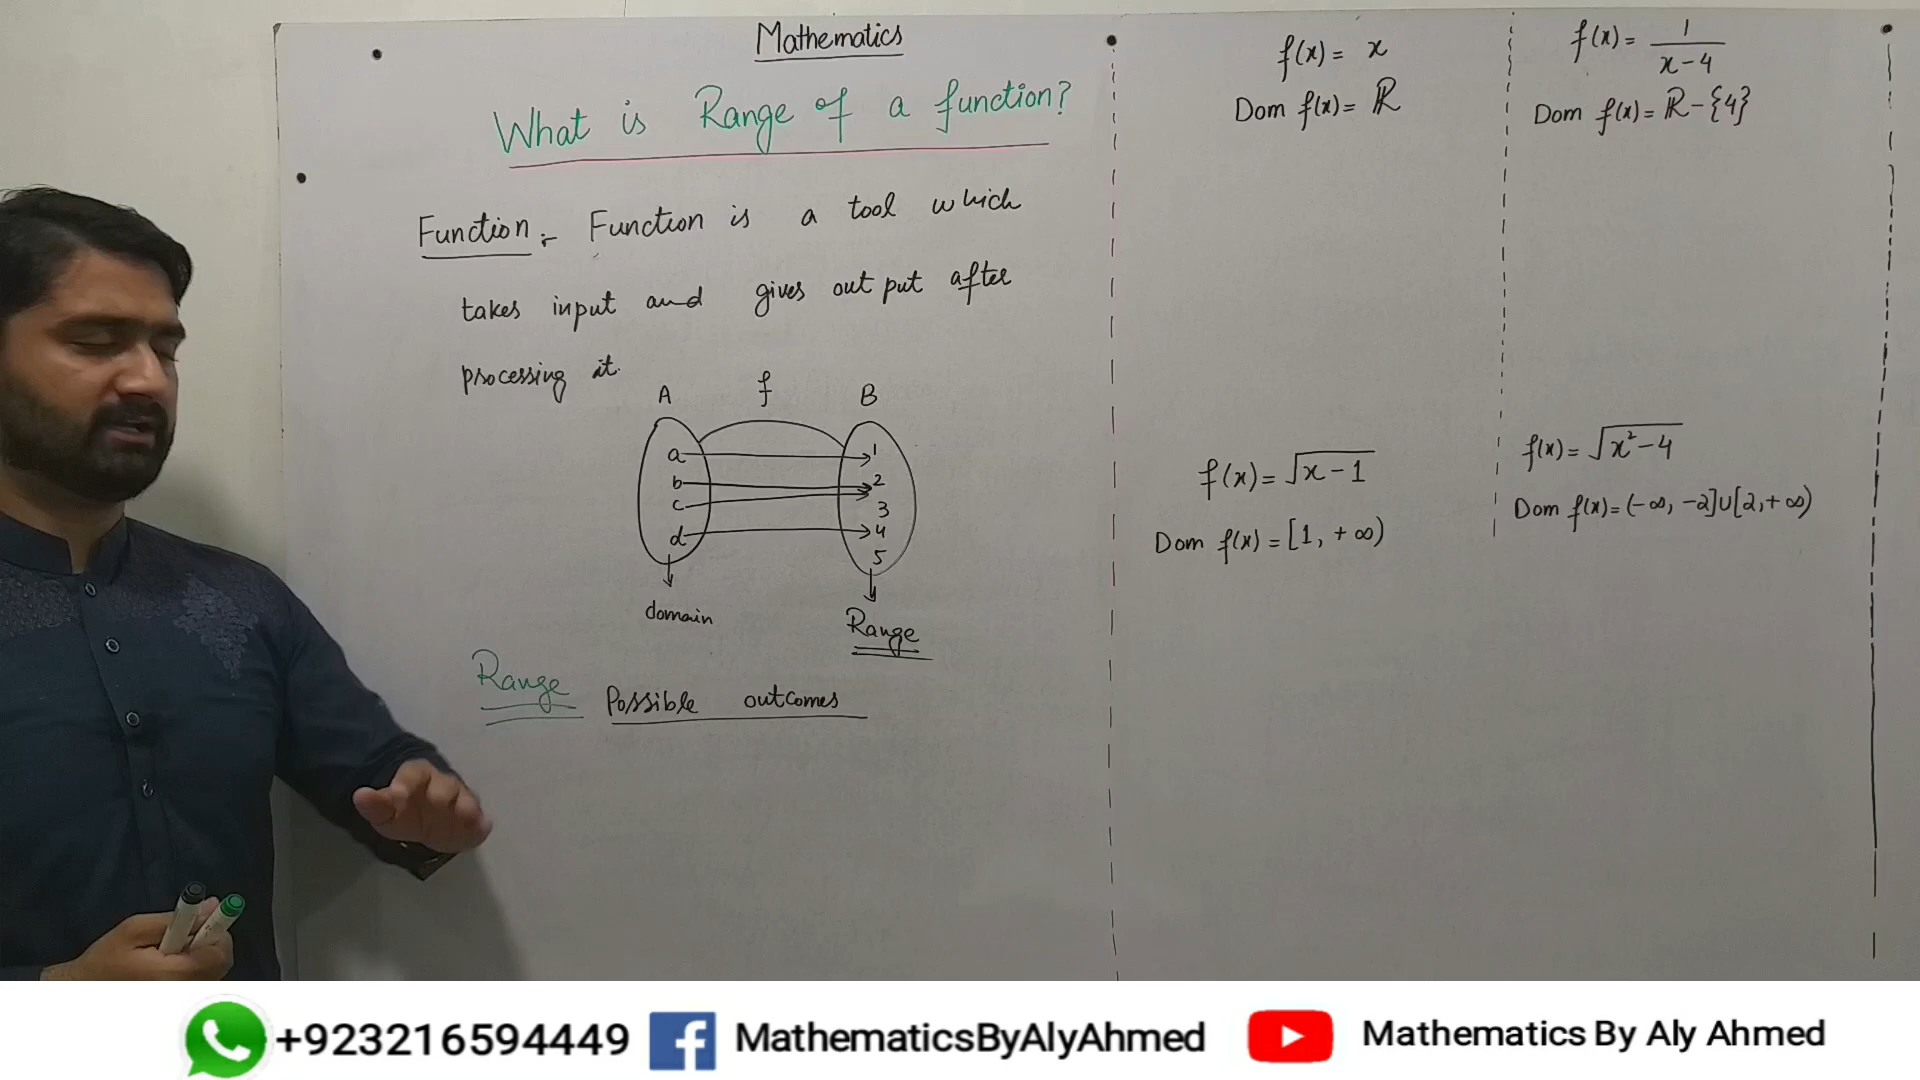 Mathematics
What is Range of a function?
Function :- Function is a tool which
takes input and gives out put after
processing it.
A f B
a 1
b 2
c 3
d 4
5
domain
Range
Range Possible outcomes
f(x) = x
Dom f(x) = ℝ
f(x) = 1/(x-4)
Dom f(x) = ℝ - {4}
f(x) = √(x-1)
Dom f(x) = [1, +∞)
f(x) = √(x²-4)
Dom f(x) = (-∞, -2]∪[2, +∞)
+923216594449 MathematicsByAlyAhmed Mathematics By Aly Ahmed